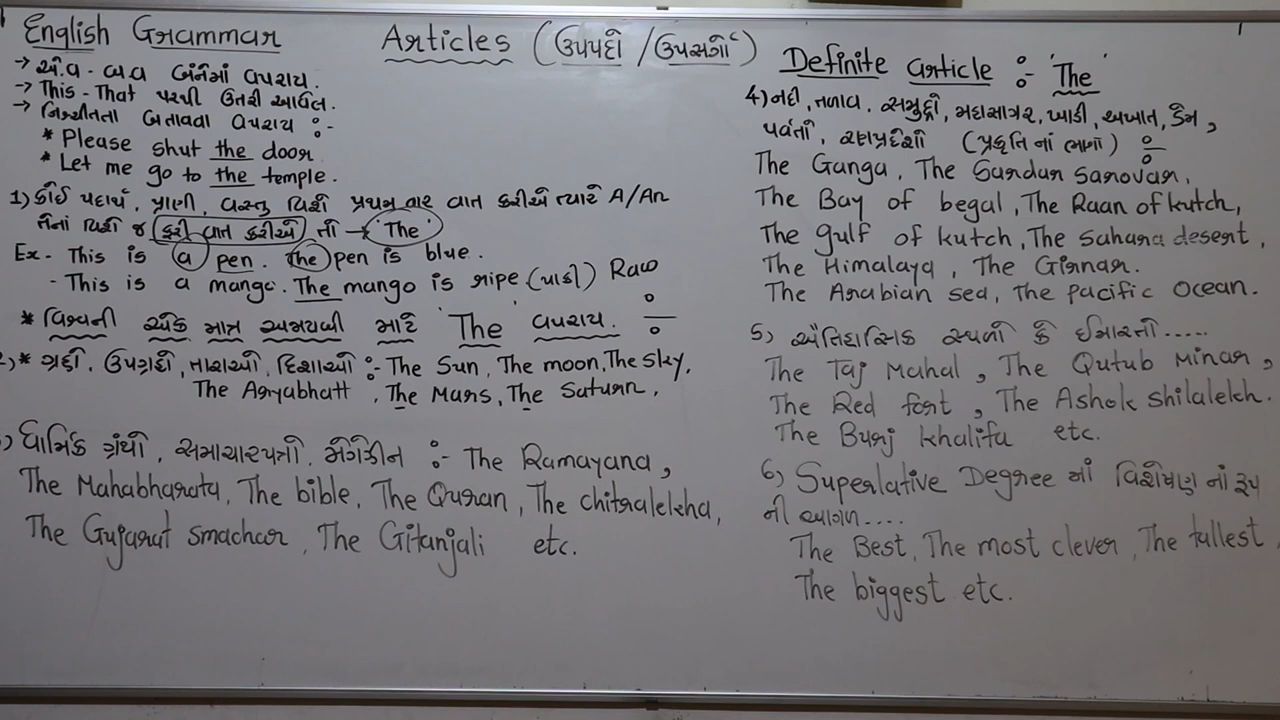 English Grammar
Articles (ઉપપદો / ઉપસર્ગો)
→ એ.વ - બ.વ બંનેમાં વપરાય.
→ This - That પરથી ઉતરી આવેલ.
→ નિશ્ચીતતા બતાવવા વપરાય :-
* Please shut the door
* Let me go to the temple.
1) કોઈ પદાર્થ, પ્રાણી, વસ્તુ વિશે પ્રથમ વાર વાત કરીએ ત્યારે A/An
તેનાં વિશે જ ફરી વાત કરીએ તો → 'The'
Ex - This is a pen. The pen is blue.
- This is a mango. The mango is ripe (પાકી) Raw
* વિશ્વની એક માત્ર માટે 'The' વપરાય. :-
2) * ગ્રહો, ઉપગ્રહો, તારાઓ, દિશાઓ :- The Sun, The moon, The sky,
The Aryabhatt, The Mars, The Saturn,
) ધાર્મિક ગ્રંથો, સમાચારપત્રો, મેગેઝીન :- The Ramayana,
The Mahabharata, The bible, The Quran, The chitralekha,
The Gujarat Smachar, The Gitanjali etc.
Definite article :- 'The'
4) નદી, તળાવ, સમુદ્રો, મહાસાગર, ખાડી, અખાત, કેન,
પર્વતો, રણપ્રદેશો (પ્રકૃતિ નાં ભાગો) :-
The Ganga, The Sardar Sarovar,
The Bay of begal, The Raan of kutch,
The gulf of kutch, The Sahara desert,
The Himalaya, The Girnar.
The Arabian sea, The pacific Ocean.
5) ઐતિહાસિક સ્થળો કે ઈમારતો.....
The Taj Mahal, The Qutub Minar,
The Red fort, The Ashok shilalekh.
The Burj khalifa etc.
6) Superlative Degree માં વિશેષણ નાં રૂપ
ની આગળ....
The Best, The most clever, The tallest,
The biggest etc.